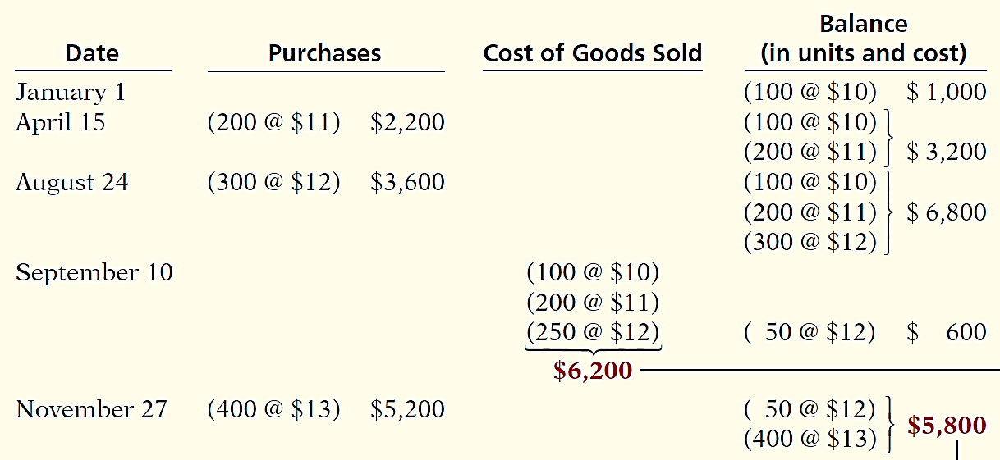 Balance
Date Purchases Cost of Goods Sold (in units and cost)
January 1 (100 @ $10) $ 1,000
April 15 (200 @ $11) $2,200 (100 @ $10)
(200 @ $11) $ 3,200
August 24 (300 @ $12) $3,600 (100 @ $10)
(200 @ $11) $ 6,800
(300 @ $12)
September 10 (100 @ $10)
(200 @ $11)
(250 @ $12) ( 50 @ $12) $ 600
$6,200
November 27 (400 @ $13) $5,200 ( 50 @ $12)
$5,800
(400 @ $13)